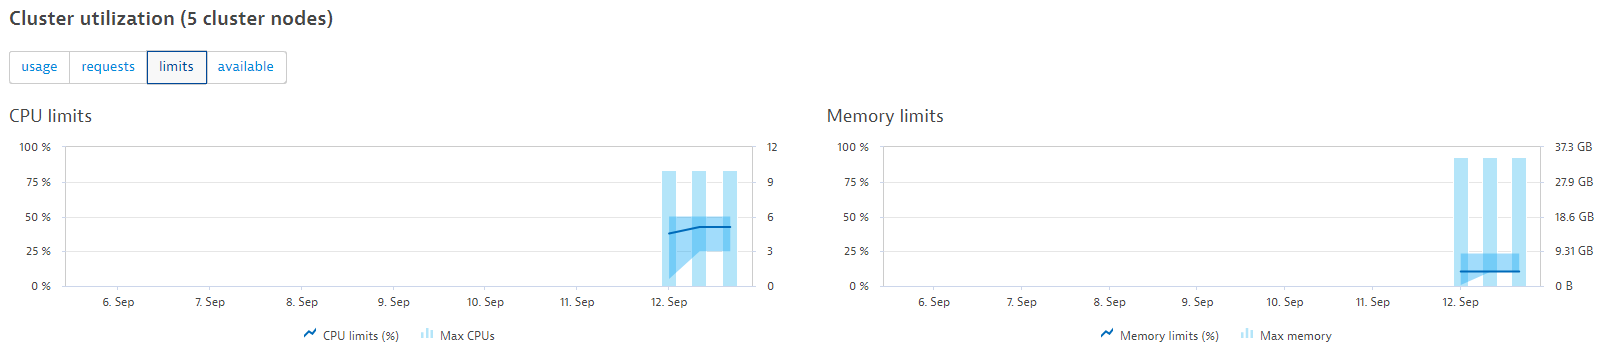 Cluster utilization (5 cluster nodes)
usage requests limits available
CPU limits
100 % 12
75 % 9
50 % 6
25 % 3
0 % 0
6. Sep 7. Sep 8. Sep 9. Sep 10. Sep 11. Sep 12. Sep
CPU limits (%) Max CPUs
Memory limits
100 % 37.3 GB
75 % 27.9 GB
50 % 18.6 GB
25 % 9.31 GB
0 % 0 B
6. Sep 7. Sep 8. Sep 9. Sep 10. Sep 11. Sep 12. Sep
Memory limits (%) Max memory